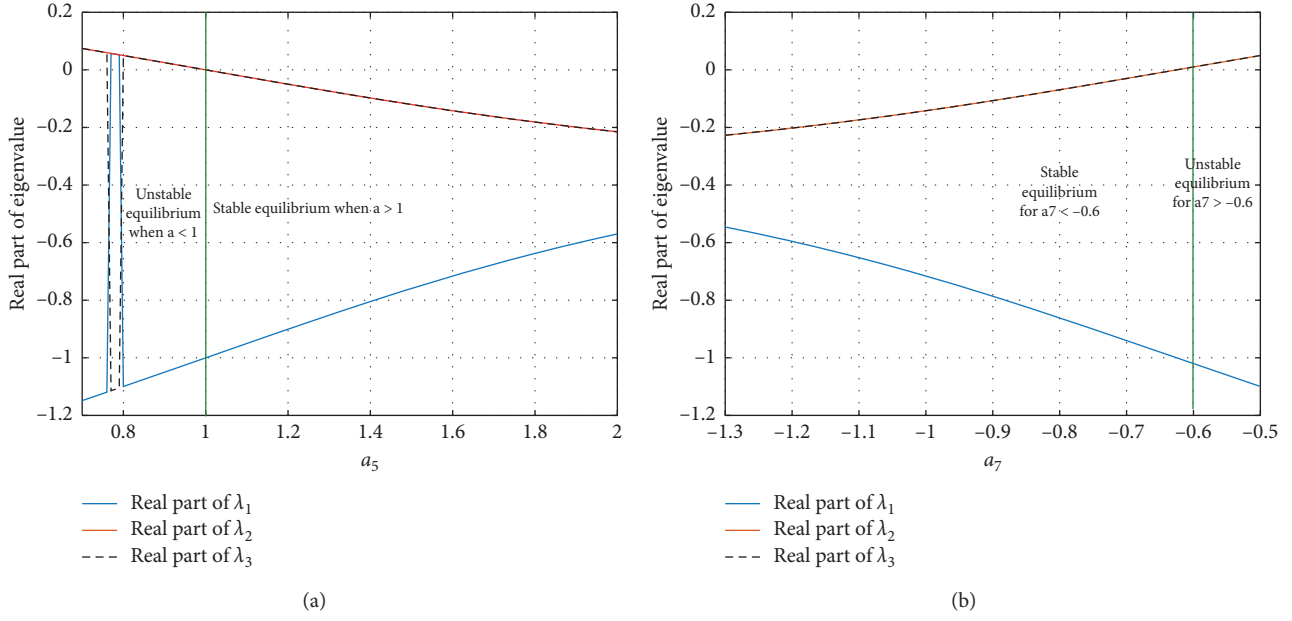 0.2
0
−0.2
−0.4
−0.6
−0.8
−1
−1.2
Real part of eigenvalue
Unstable
equilibrium
when a < 1
Stable equilibrium when a > 1
0.8 1 1.2 1.4 1.6 1.8 2
a5
Real part of λ1
Real part of λ2
Real part of λ3
(a)
0.2
0
−0.2
−0.4
−0.6
−0.8
−1
−1.2
Real part of eigenvalue
Stable
equilibrium
for a7 < −0.6
Unstable
equilibrium
for a7 > −0.6
−1.3 −1.2 −1.1 −1 −0.9 −0.8 −0.7 −0.6 −0.5
a7
Real part of λ1
Real part of λ2
Real part of λ3
(b)